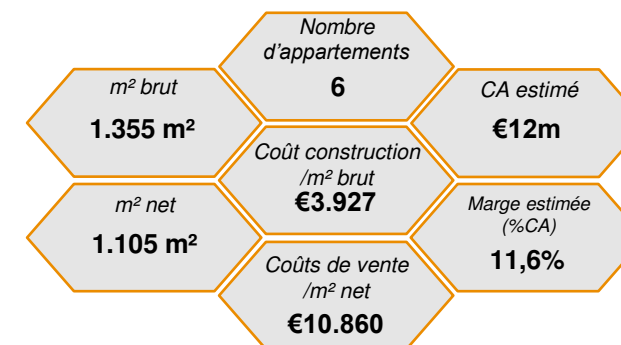 Nombre
d'appartements
6
m² brut
1.355 m²
CA estimé
€12m
Coût construction
/m² brut
€3.927
m² net
1.105 m²
Marge estimée
(%CA)
11,6%
Coûts de vente
/m² net
€10.860